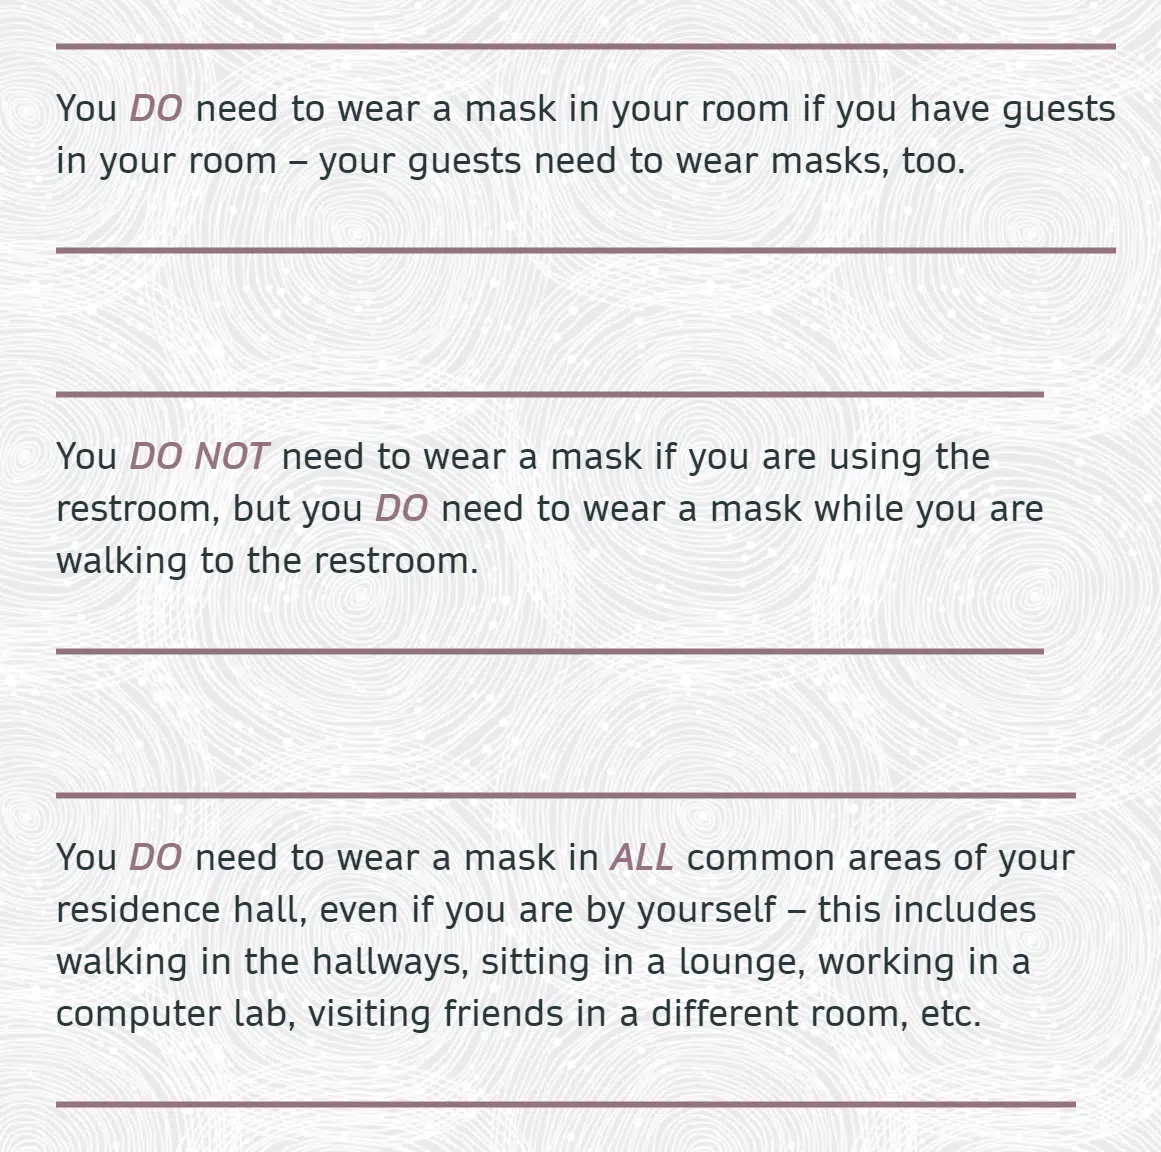 You DO need to wear a mask in your room if you have guests
in your room – your guests need to wear masks, too.
You DO NOT need to wear a mask if you are using the
restroom, but you DO need to wear a mask while you are
walking to the restroom.
You DO need to wear a mask in ALL common areas of your
residence hall, even if you are by yourself – this includes
walking in the hallways, sitting in a lounge, working in a
computer lab, visiting friends in a different room, etc.